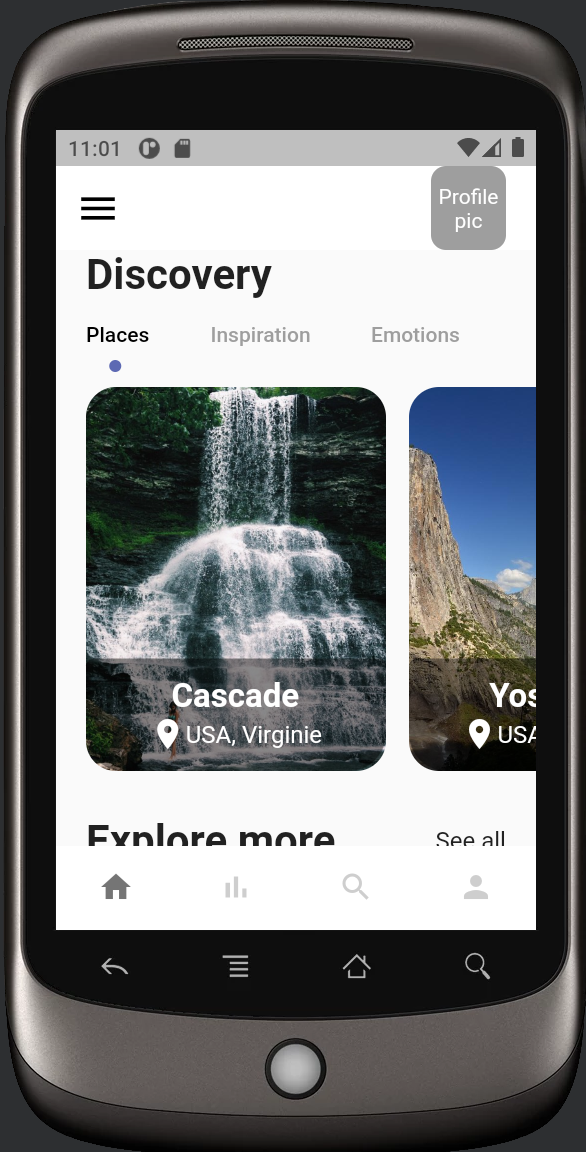 11:01
Profile
pic
Discovery
Places Inspiration Emotions
Cascade
USA, Virginie
Yos
USA
Explore more See all